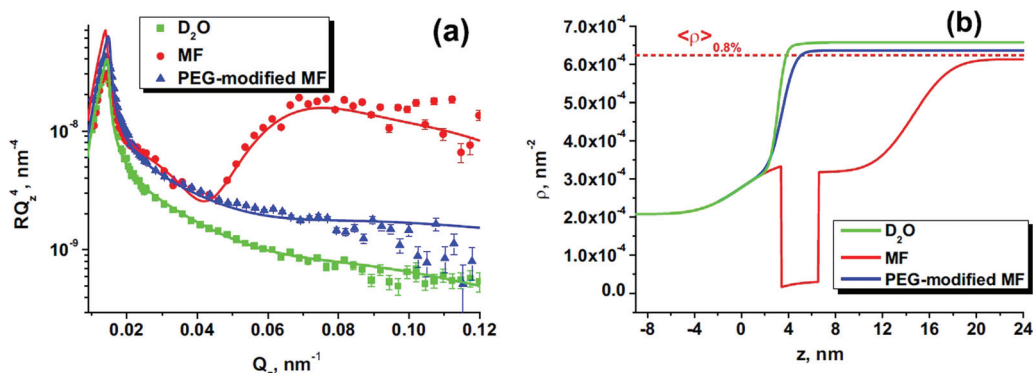 (a)
D₂O
MF
PEG-modified MF
RQ_z⁴, nm⁻⁴
10⁻⁸
10⁻⁹
0.02 0.04 0.06 0.08 0.10 0.12
Q_z, nm⁻¹
(b)
<ρ>0.8%
7.0x10⁻⁴
6.0x10⁻⁴
5.0x10⁻⁴
4.0x10⁻⁴
3.0x10⁻⁴
2.0x10⁻⁴
1.0x10⁻⁴
0.0
ρ, nm⁻²
D₂O
MF
PEG-modified MF
-8 -4 0 4 8 12 16 20 24
z, nm